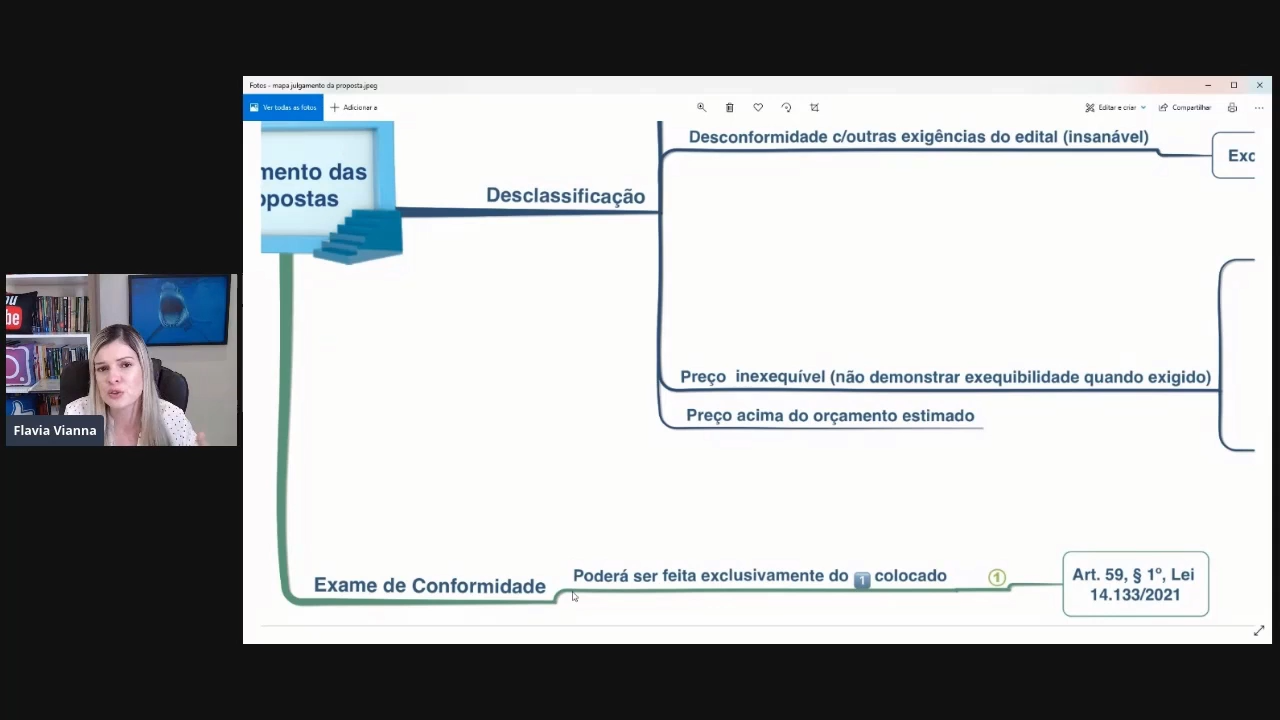 Fotos - mapa julgamento da proposta.jpeg
Ver todas as fotos
Adicionar a
Editar e criar
Compartilhar
mento das
opostas
Desclassificação
Desconformidade c/outras exigências do edital (insanável)
Exc
Preço inexequível (não demonstrar exequibilidade quando exigido)
Preço acima do orçamento estimado
Exame de Conformidade
Poderá ser feita exclusivamente do 1 colocado
1
Art. 59, § 1º, Lei
14.133/2021
ou
be
Flavia Vianna